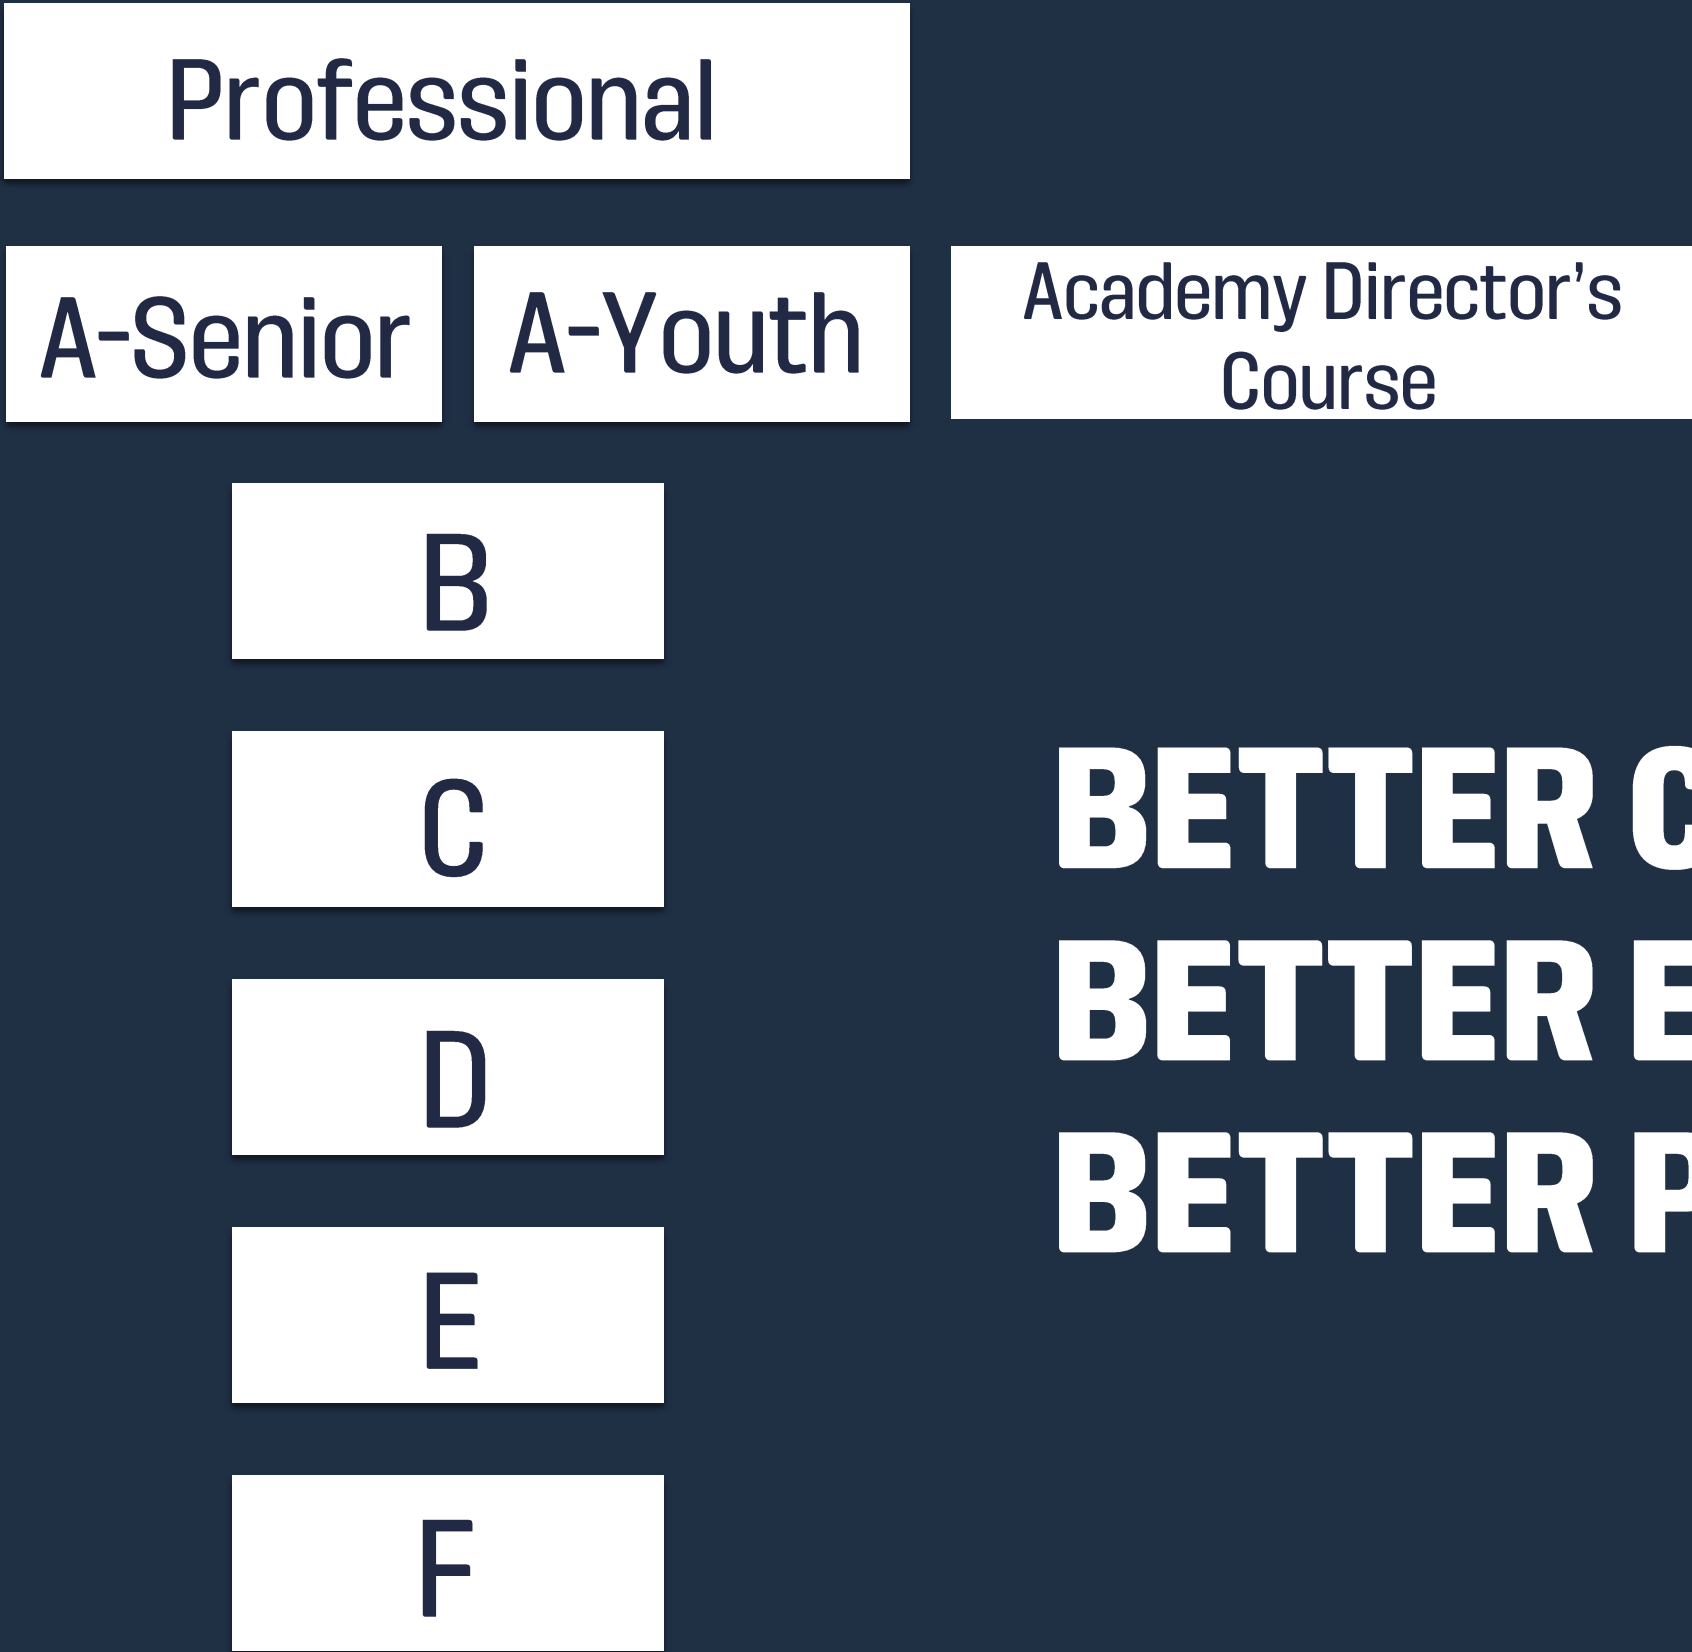 Professional
A-Senior
A-Youth
Academy Director’s
Course
B
C
D
E
F
BETTER
BETTER
BETTER